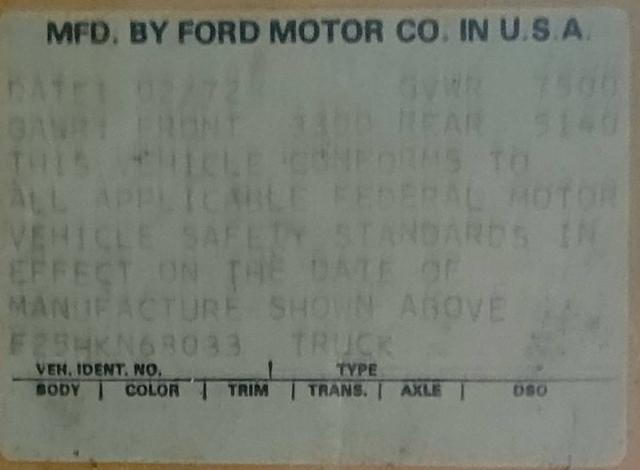 MFD. BY FORD MOTOR CO. IN U.S.A.
DATE: 02/72 GVWR 7500
GAWR: FRONT 3300 REAR 5140
THIS VEHICLE CONFORMS TO
ALL APPLICABLE FEDERAL MOTOR
VEHICLE SAFETY STANDARDS IN
EFFECT ON THE DATE OF
MANUFACTURE SHOWN ABOVE
F25HKN68033 TRUCK
VEH. IDENT. NO. | TYPE
BODY | COLOR | TRIM | TRANS. | AXLE | DSO